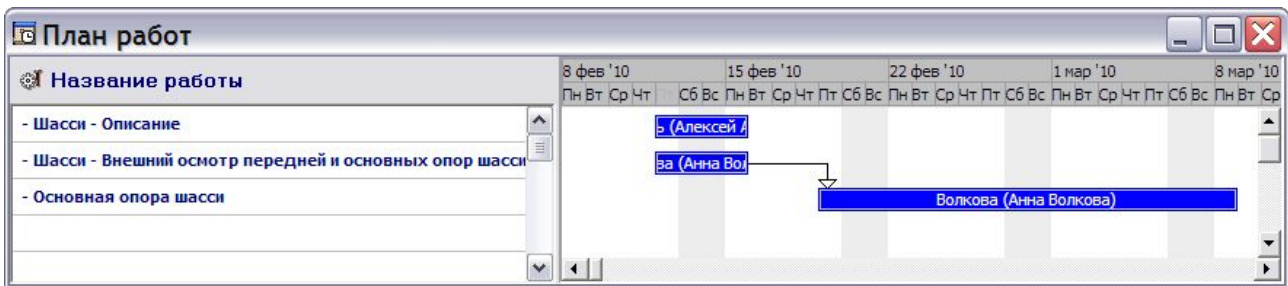 План работ
Название работы
8 фев '10 15 фев '10 22 фев '10 1 мар '10 8 мар '10
Пн Вт Ср Чт Пт Сб Вс Пн Вт Ср Чт Пт Сб Вс Пн Вт Ср Чт Пт Сб Вс Пн Вт Ср Чт Пт Сб Вс Пн Вт Ср
- Шасси - Описание
ь (Алексей А
- Шасси - Внешний осмотр передней и основных опор шасси
ва (Анна Вол
- Основная опора шасси
Волкова (Анна Волкова)